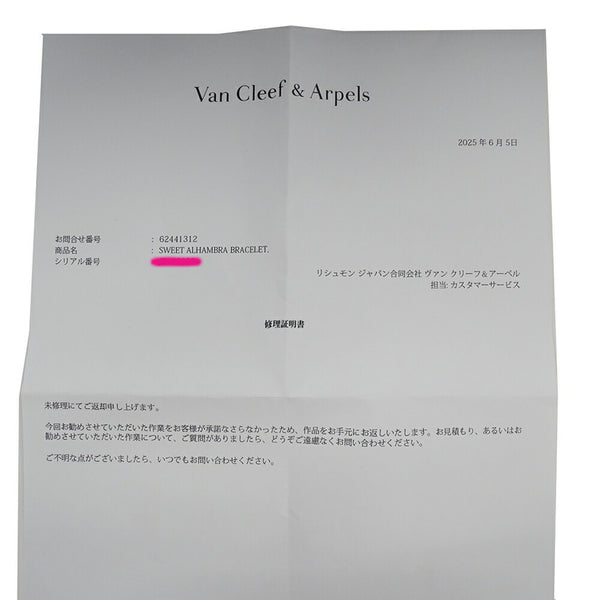 Van Cleef & Arpels
2025 年 6 月 5日
お問合せ番号 : 62441312
商品名 : SWEET ALHAMBRA BRACELET.
シリアル番号 :
リシュモン ジャパン合同会社 ヴァン クリーフ&アーペル
担当: カスタマーサービス
修理証明書
未修理にてご返却申し上げます。
今回お勧めさせていただいた作業をお客様が承諾なさらなかったため、作品をお手元にお返しいたします。お見積もり、あるいはお
勧めさせていただいた作業について、ご質問がありましたら、どうぞご遠慮なくお問い合わせください。
ご不明な点がございましたら、いつでもお問い合わせください。